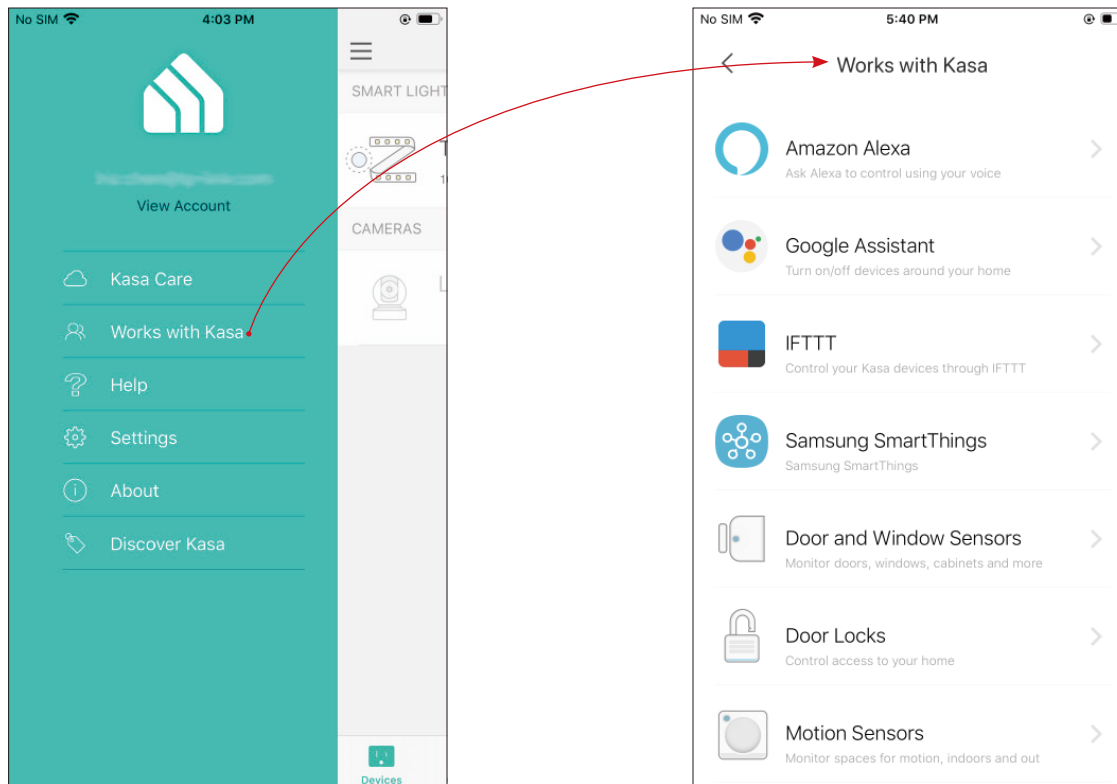 No SIM
4:03 PM
View Account
Kasa Care
Works with Kasa
Help
Settings
About
Discover Kasa
SMART LIGHT
CAMERAS
Devices
No SIM
5:40 PM
Works with Kasa
Amazon Alexa
Ask Alexa to control using your voice
Google Assistant
Turn on/off devices around your home
IFTTT
Control your Kasa devices through IFTTT
Samsung SmartThings
Samsung SmartThings
Door and Window Sensors
Monitor doors, windows, cabinets and more
Door Locks
Control access to your home
Motion Sensors
Monitor spaces for motion, indoors and out